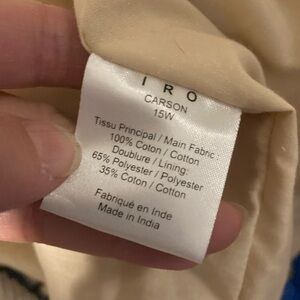 IRO
CARSON
15W
Tissu Principal / Main Fabric
100% Coton / Cotton
Doublure / Lining:
65% Polyester / Polyester
35% Coton / Cotton
Fabriqué en Inde
Made in India